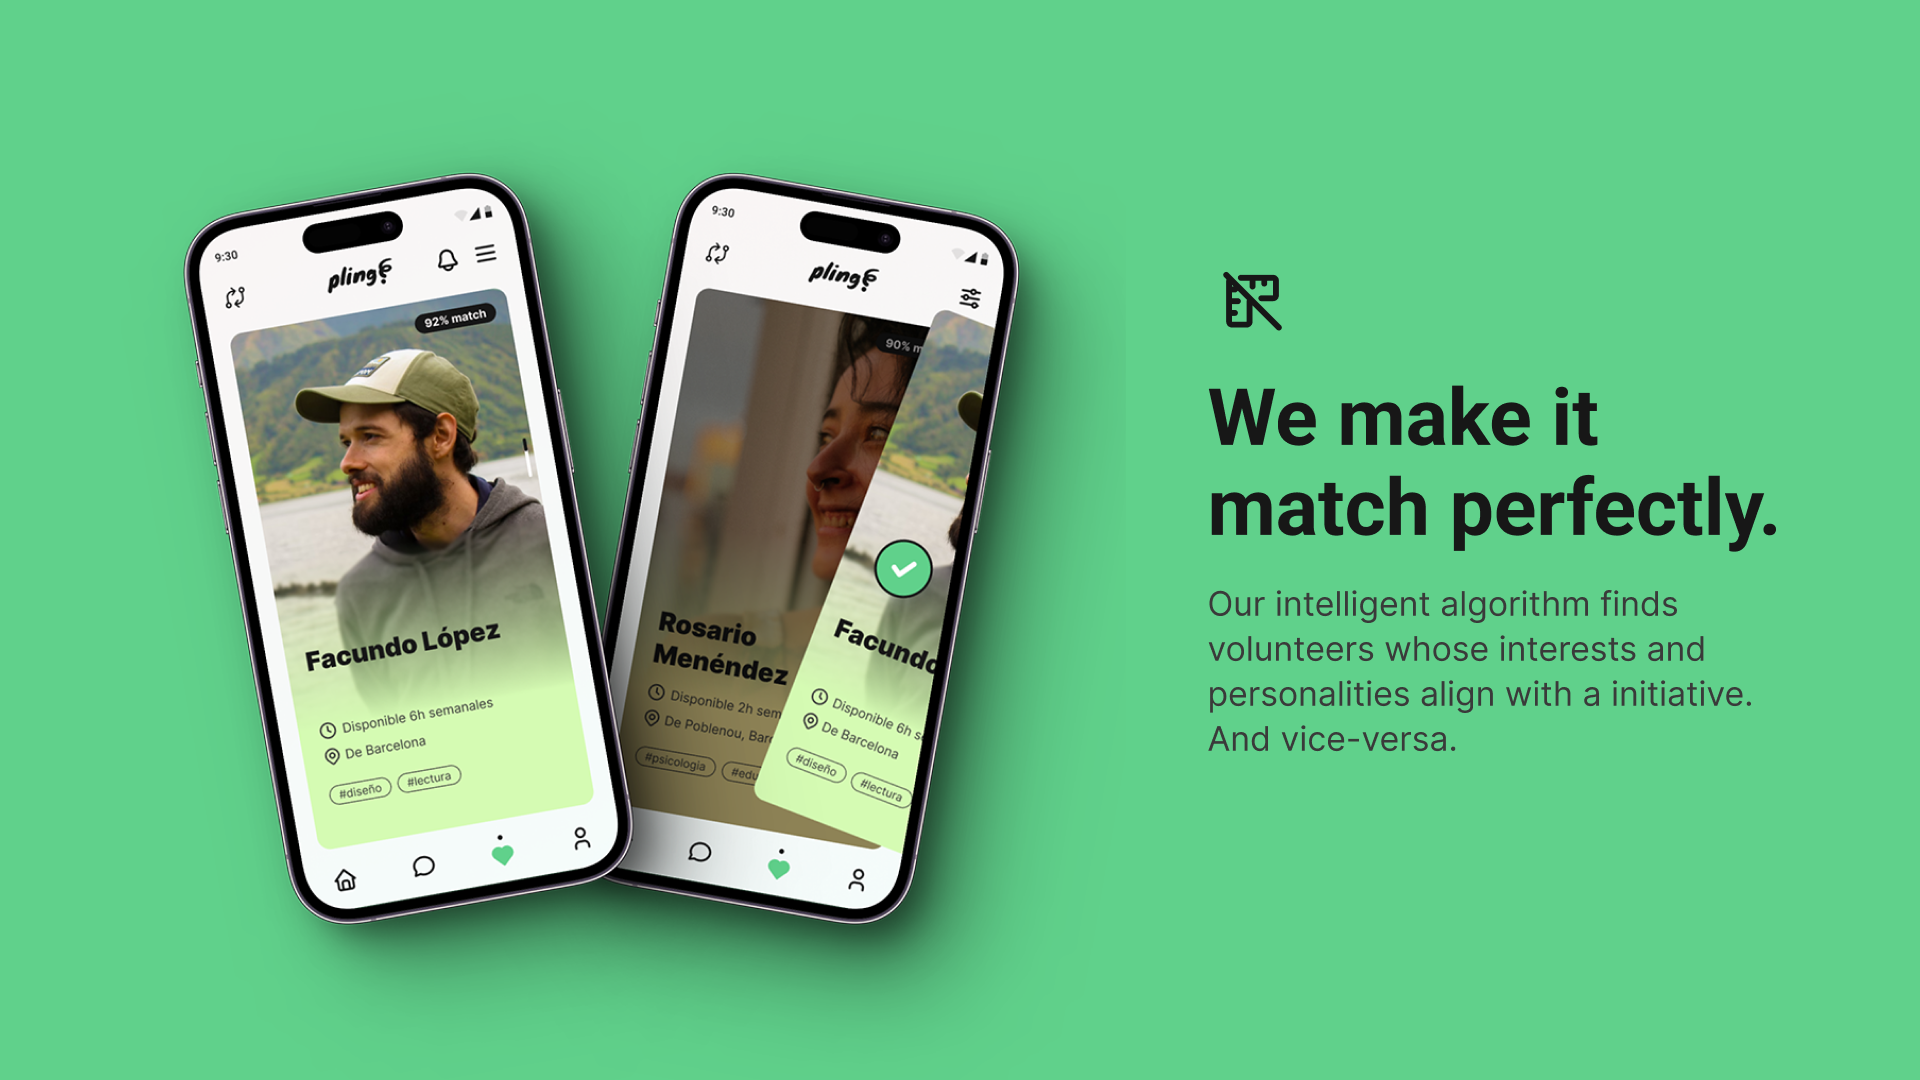 9:30
pling
92% match
Facundo López
Disponible 6h semanales
De Barcelona
#diseño
#lectura
9:30
pling
90% m
Rosario
Menéndez
Disponible 2h sem
De Poblenou, Barc
#psicología
#edu
Facundo
Disponible 6h s
De Barcelona
#diseño
#lectura
We make it
match perfectly.
Our intelligent algorithm finds
volunteers whose interests and
personalities align with a initiative.
And vice-versa.